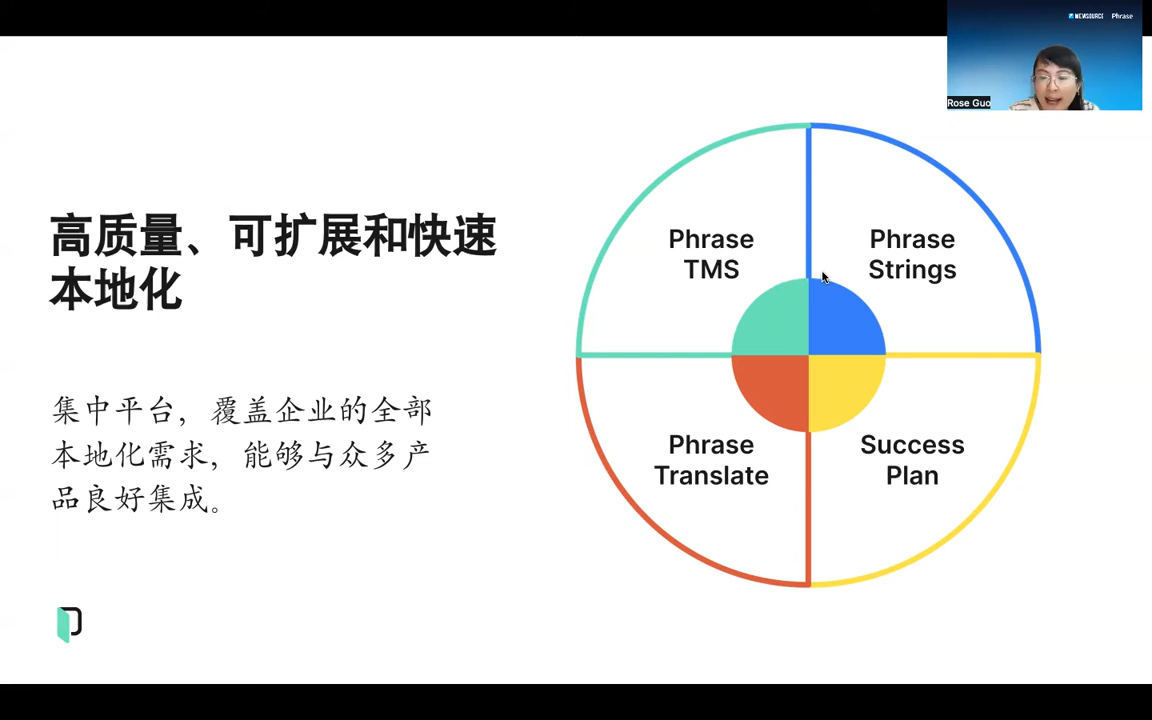 NEWSOURCE Phrase
Rose Guo
高质量、可扩展和快速
本地化
集中平台，覆盖企业的全部
本地化需求，能够与众多产
品良好集成。
Phrase
TMS
Phrase
Strings
Phrase
Translate
Success
Plan